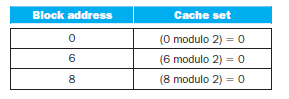 Block address Cache set
0 (0 modulo 2) = 0
6 (6 modulo 2) = 0
8 (8 modulo 2) = 0